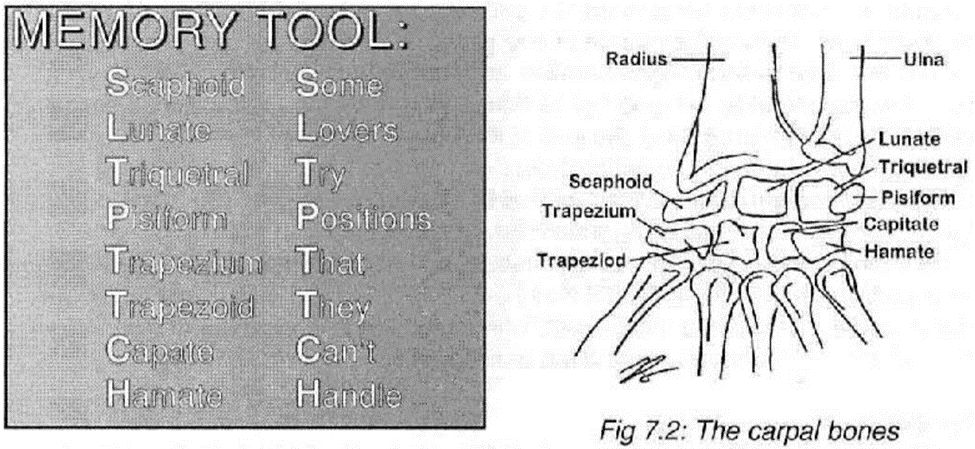 MEMORY TOOL:
Scaphoid Some
Lunate Lovers
Triquetral Try
Pisiform Positions
Trapezium That
Trapezoid They
Capate Can't
Hamate Handle
Radius
Ulna
Lunate
Triquetral
Scaphoid
Pisiform
Trapezium
Capitate
Hamate
Trapeziod
Fig 7.2: The carpal bones